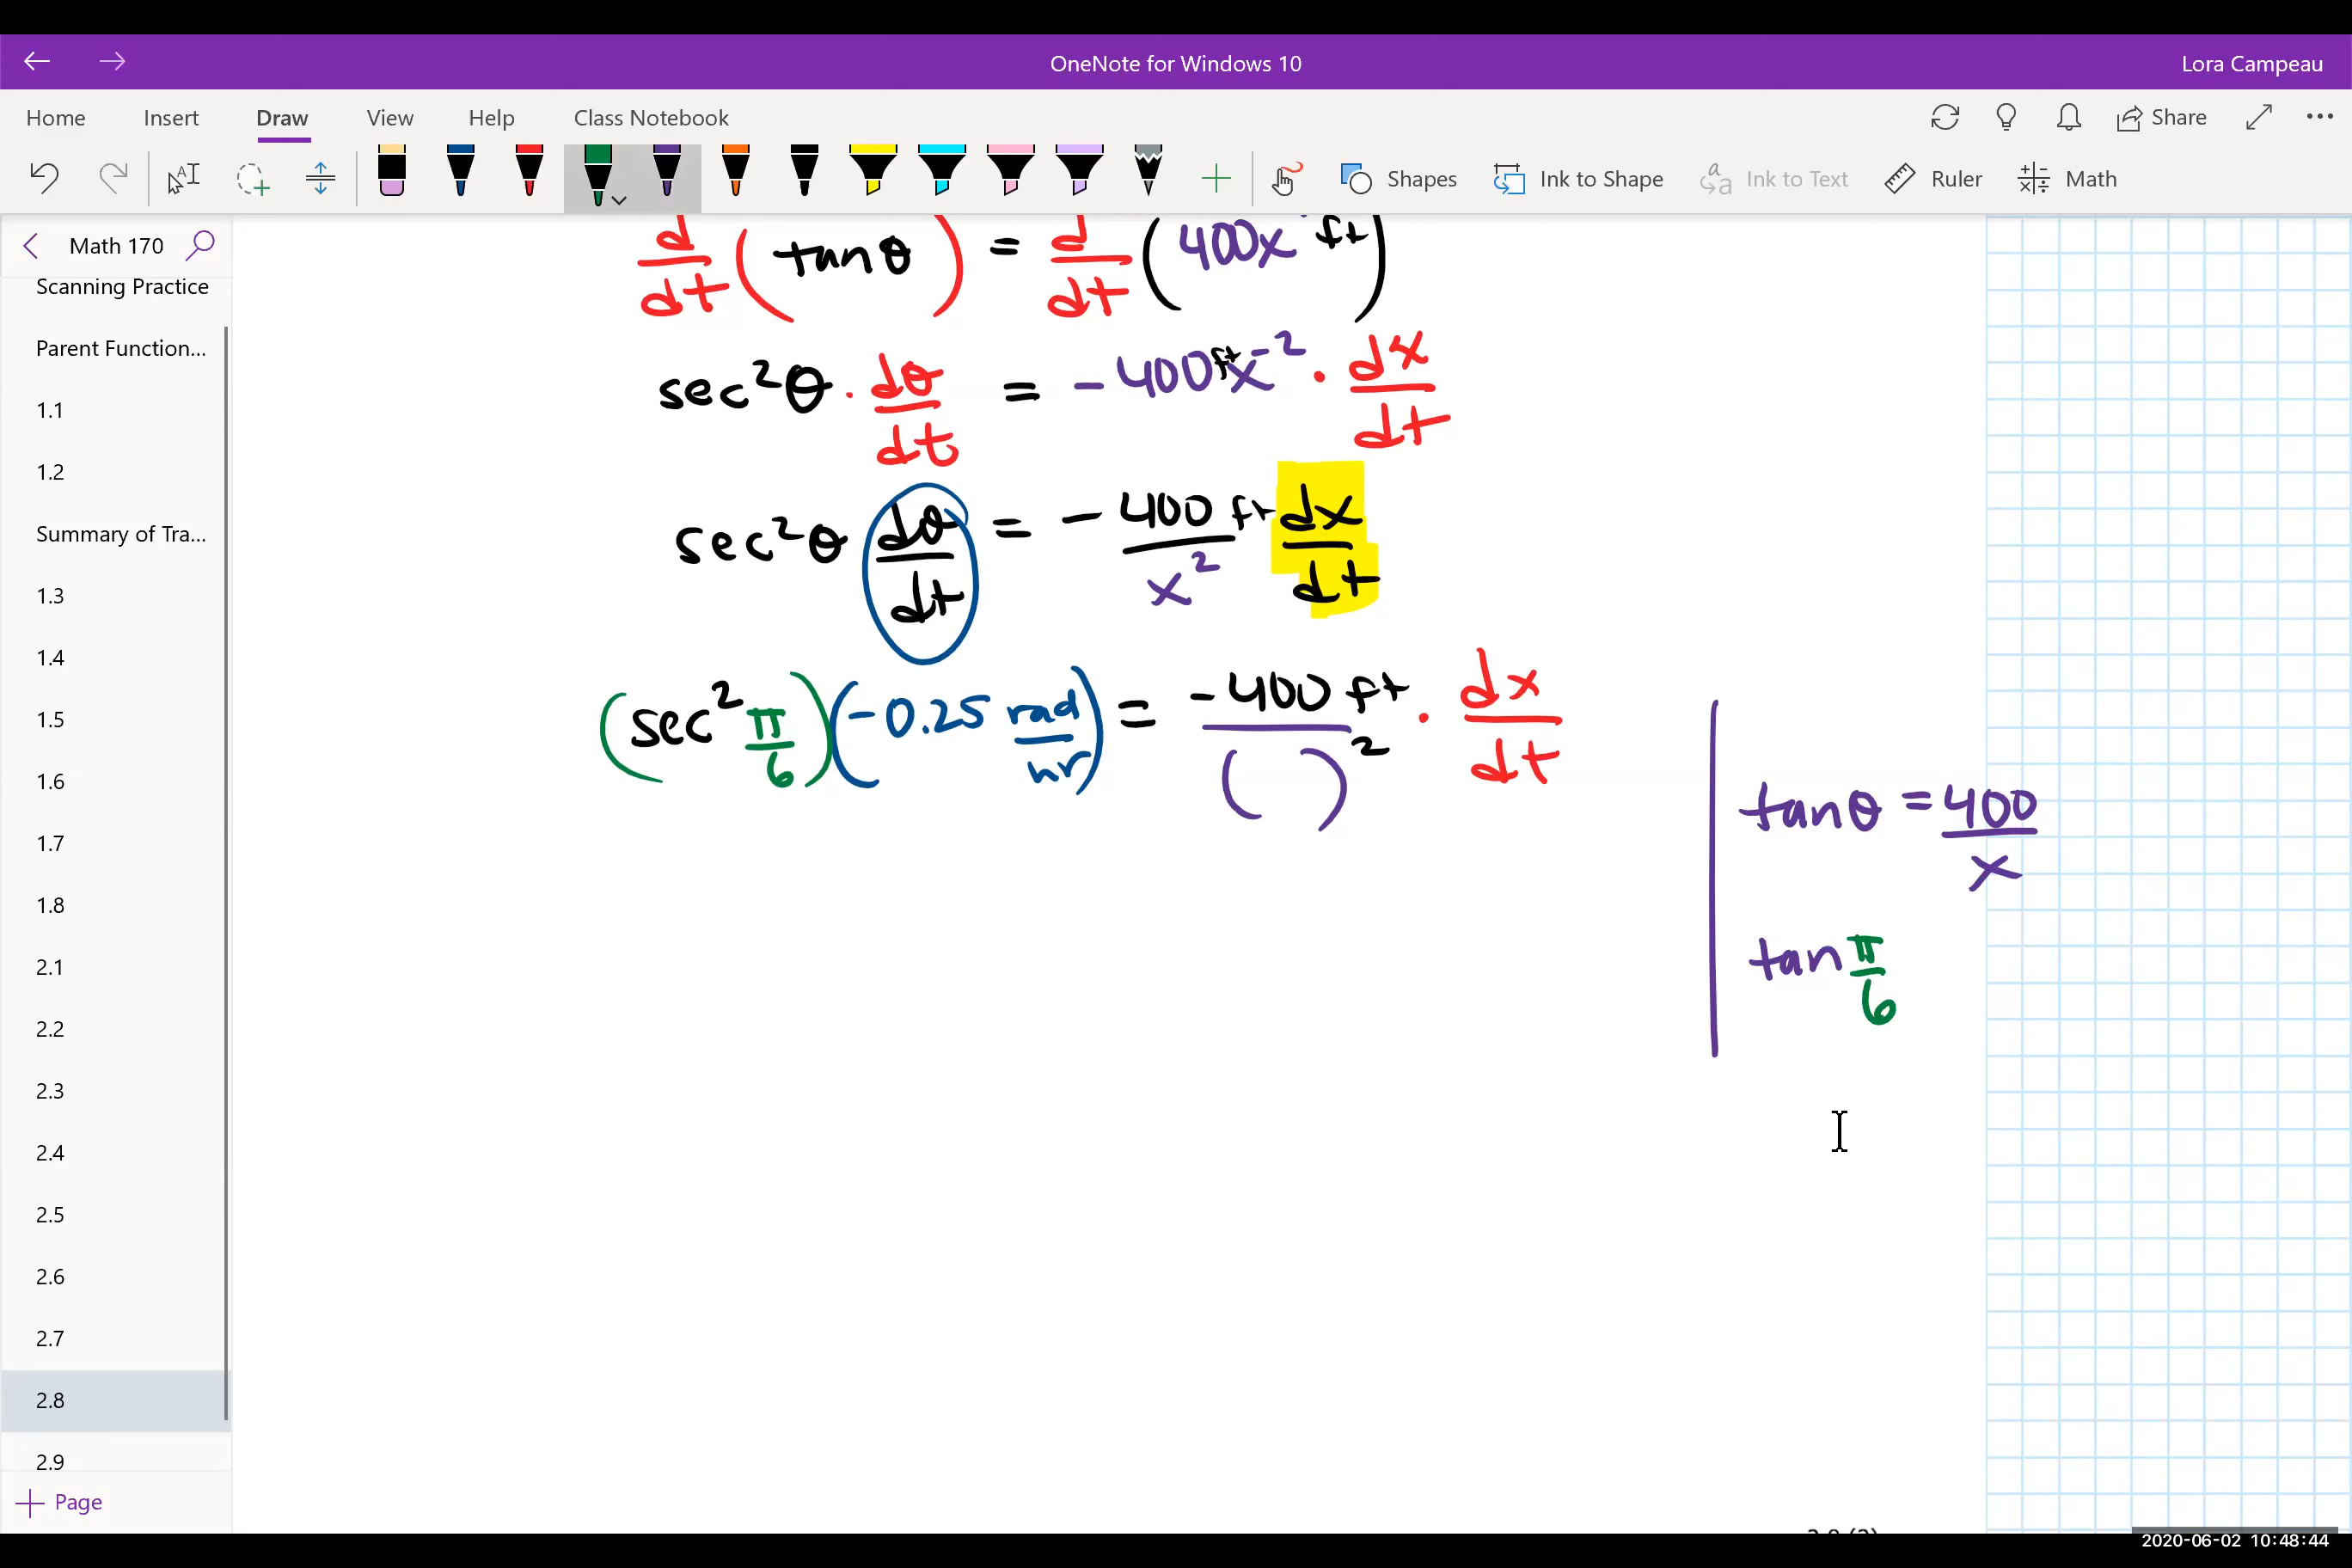 OneNote for Windows 10
Lora Campeau
Home Insert Draw View Help Class Notebook Share
Shapes Ink to Shape Ink to Text Ruler Math
Math 170
Scanning Practice
Parent Function...
1.1
1.2
Summary of Tra...
1.3
1.4
1.5
1.6
1.7
1.8
2.1
2.2
2.3
2.4
2.5
2.6
2.7
2.8
2.9
Page
d/dt (tan θ) = d/dt (400x ft)
sec²θ · dθ/dt = -400 ft x⁻² · dx/dt
sec²θ dθ/dt = - 400 ft/x² dx/dt
(sec² π/6)(-0.25 rad/hr) = -400 ft/( )² · dx/dt
tan θ = 400/x
tan π/6
2020-06-02 10:48:44